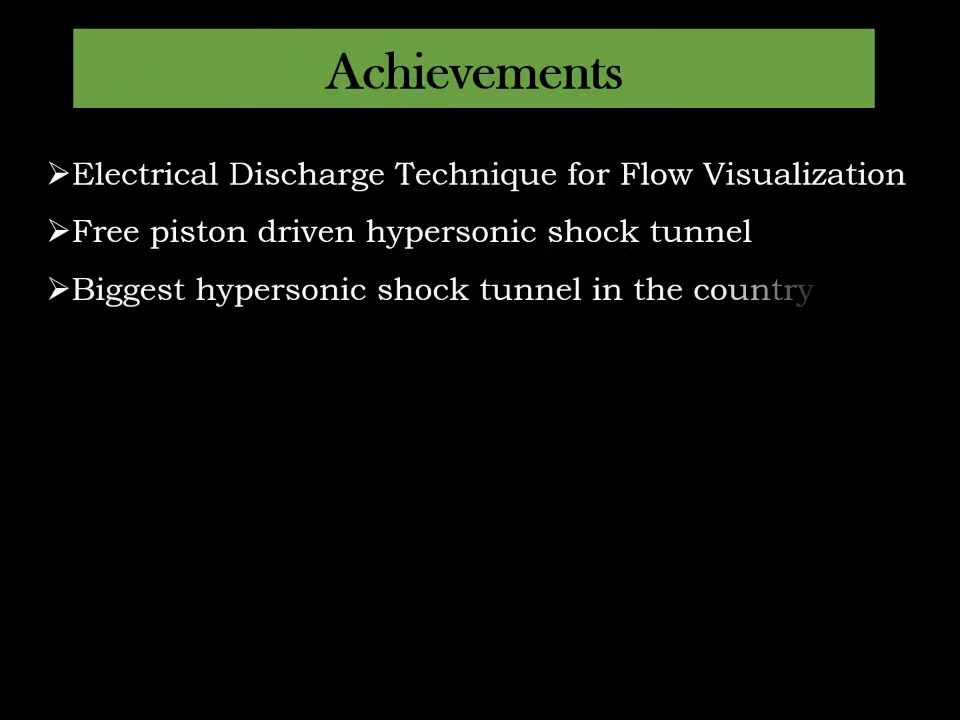 Achievements
➢Electrical Discharge Technique for Flow Visualization
➢Free piston driven hypersonic shock tunnel
➢Biggest hypersonic shock tunnel in the country